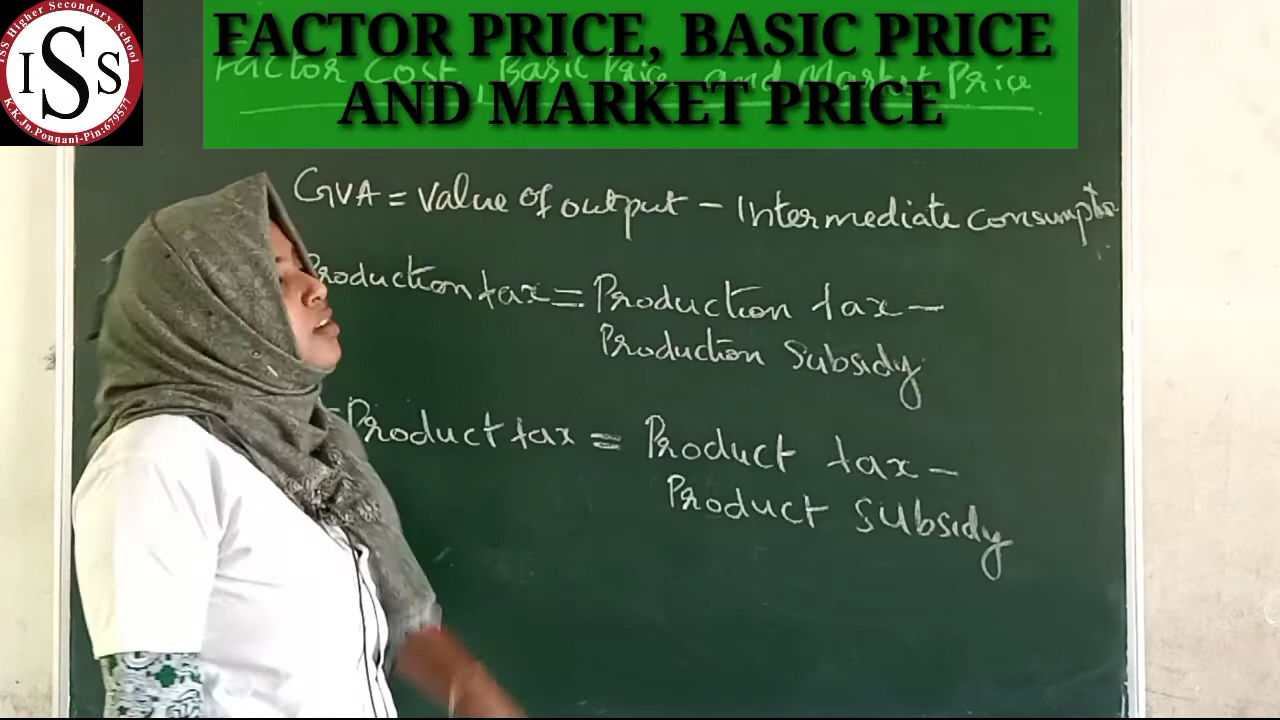 ISS Higher Secondary School
ISS
K.K.Jn.Ponnani-Pin:679577
FACTOR PRICE, BASIC PRICE
AND MARKET PRICE
Factor Cost, Basic Price and Market Price
GVA = Value of output - Intermediate consumption
Production tax = Production tax -
Production Subsidy
Product tax = Product tax -
Product subsidy